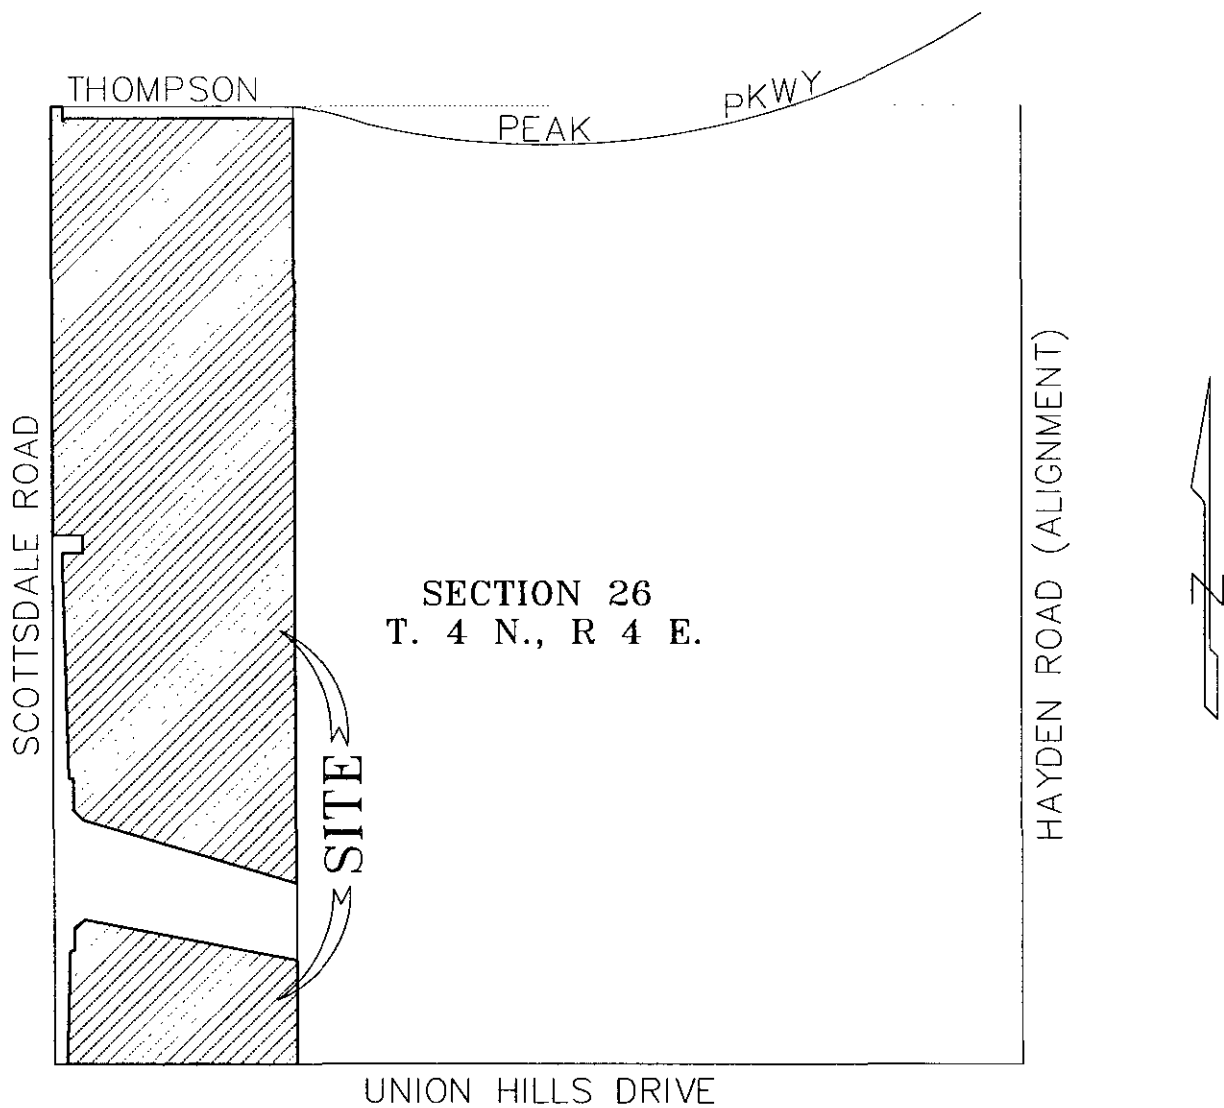 THOMPSON PEAK PKWY
SCOTTSDALE ROAD
SECTION 26
T. 4 N., R 4 E.
SITE
HAYDEN ROAD (ALIGNMENT)
N
UNION HILLS DRIVE